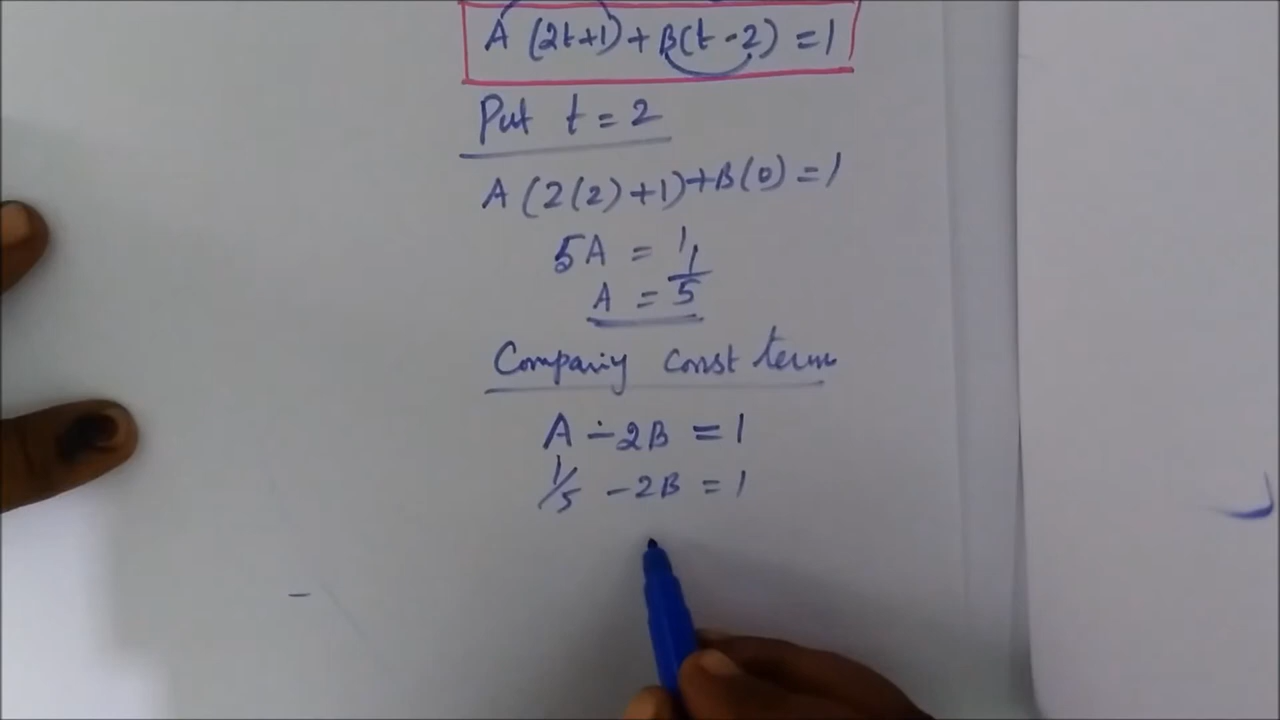 A (2t+1) + B(t-2) = 1
Put t = 2
A (2(2)+1)+B(0) = 1
5A = 1
A = 1/5
Compariy const term
A - 2B = 1
1/5 - 2B = 1